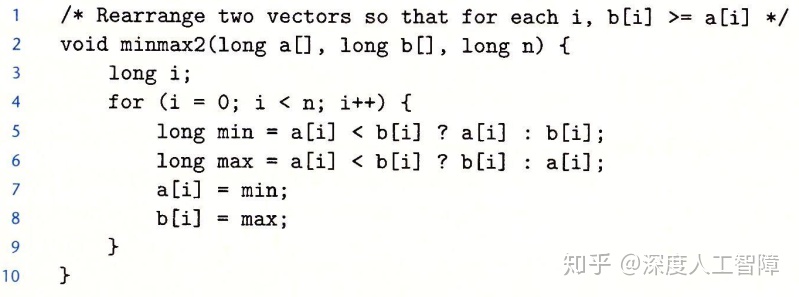 1 /* Rearrange two vectors so that for each i, b[i] >= a[i] */
2 void minmax2(long a[], long b[], long n) {
3     long i;
4     for (i = 0; i < n; i++) {
5         long min = a[i] < b[i] ? a[i] : b[i];
6         long max = a[i] < b[i] ? b[i] : a[i];
7         a[i] = min;
8         b[i] = max;
9     }
10 }
知乎 @深度人工智障